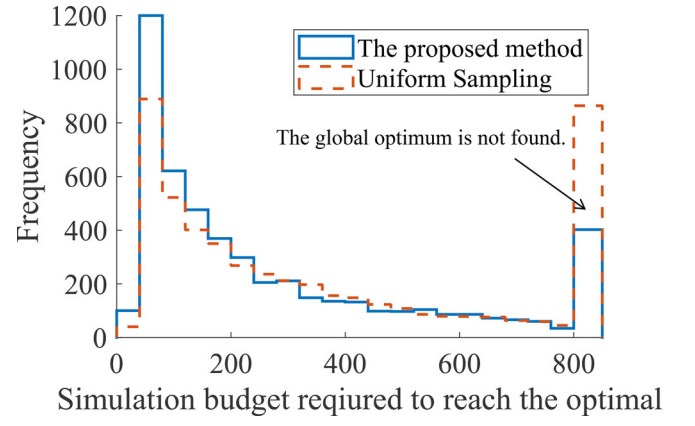 1200
1000
800
600
400
200
0
Frequency
The proposed method
Uniform Sampling
The global optimum is not found.
0 200 400 600 800
Simulation budget reqiured to reach the optimal